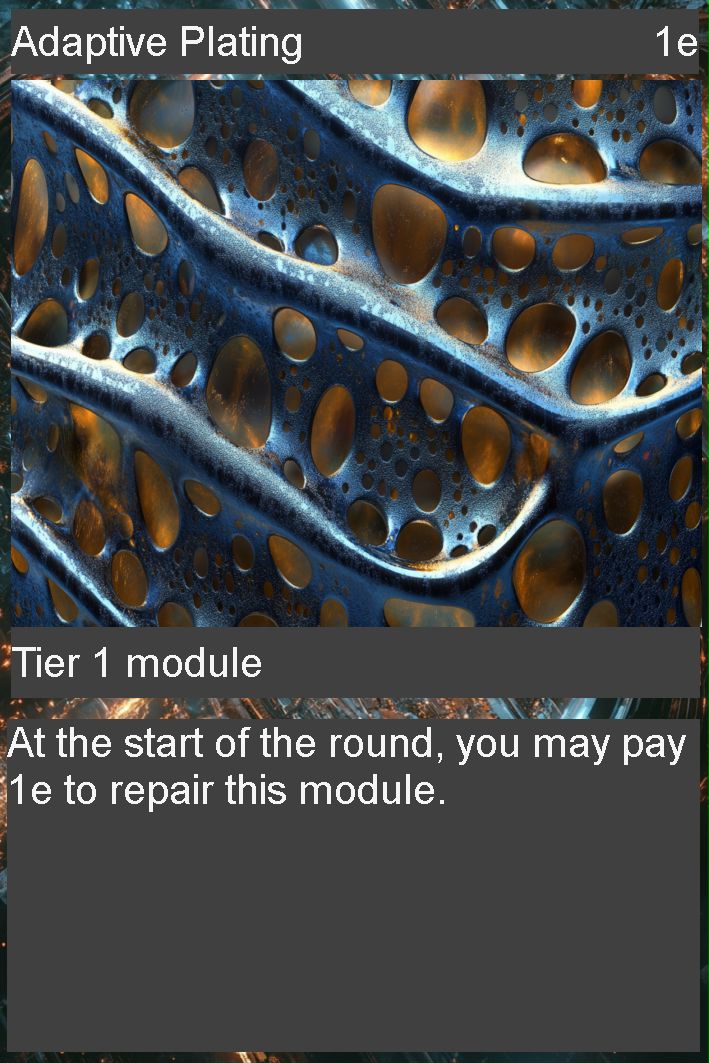 Adaptive Plating 1e
Tier 1 module
At the start of the round, you may pay
1e to repair this module.